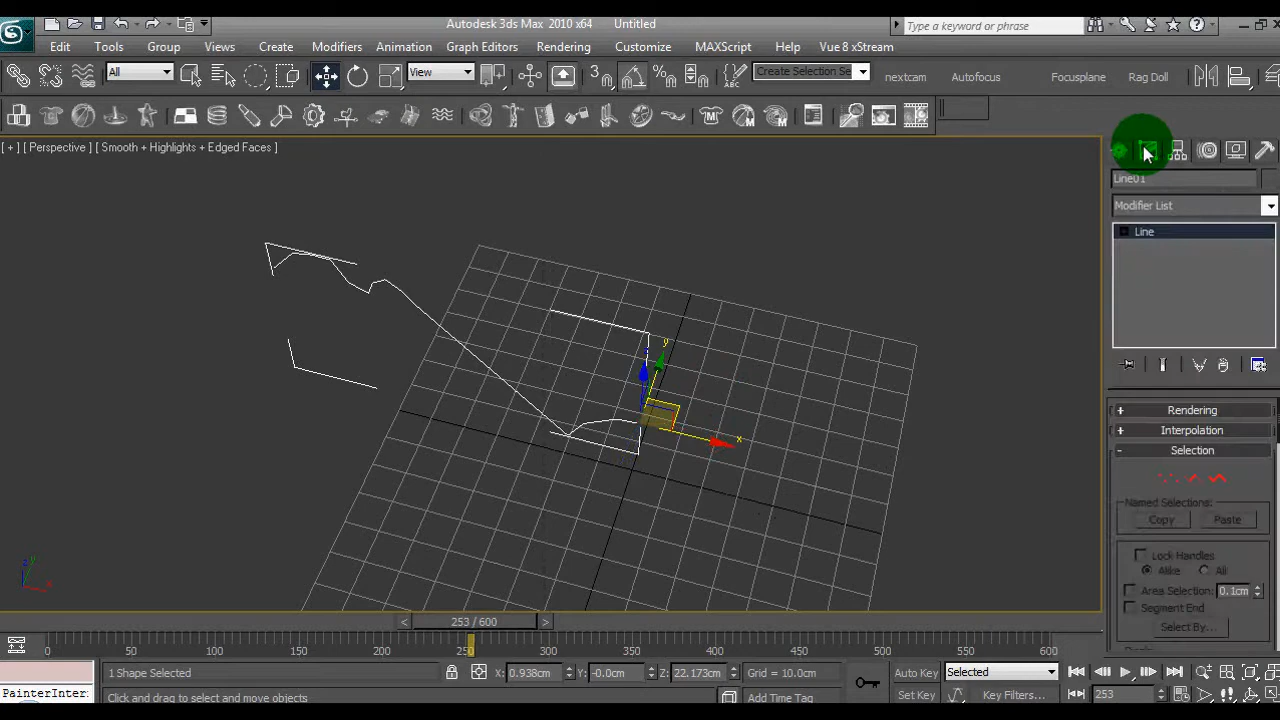 Autodesk 3ds Max 2010 x64 Untitled
Type a keyword or phrase
Edit Tools Group Views Create Modifiers Animation Graph Editors Rendering Customize MAXScript Help Vue 8 xStream
All View 3 Create Selection Se nextcam Autofocus Focusplane Rag Doll
[ + ] [ Perspective ] [ Smooth + Highlights + Edged Faces ]
Line01
Modifier List
Line
Rendering
Interpolation
Selection
Named Selections:
Copy Paste
Lock Handles
Alike All
Area Selection: 0.1cm
Segment End
Select By...
x
y
z
x
y
z
< 253 / 600 >
0 50 100 150 200 250 300 350 400 450 500 550 600
1 Shape Selected X: 0.938cm Y: -0.0cm Z: 22.173cm Grid = 10.0cm Auto Key Selected
PainterInter Click and drag to select and move objects Add Time Tag Set Key Key Filters... 253